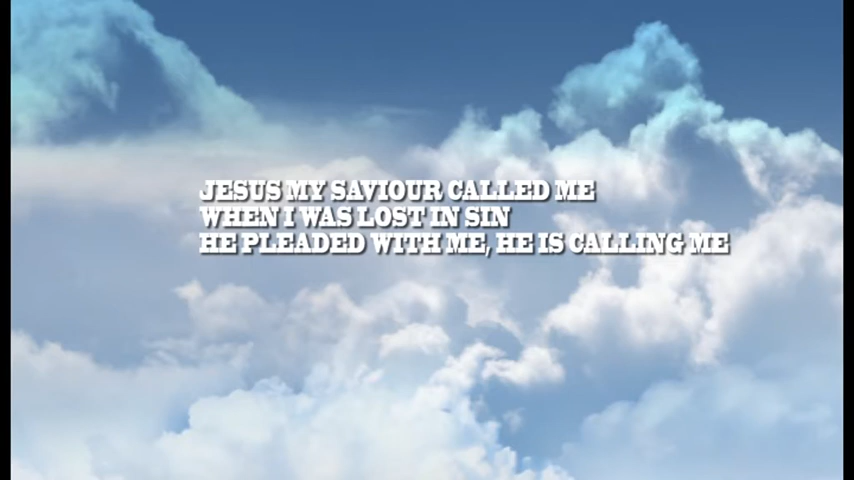 JESUS MY SAVIOUR CALLED ME
WHEN I WAS LOST IN SIN
HE PLEADED WITH ME, HE IS CALLING ME